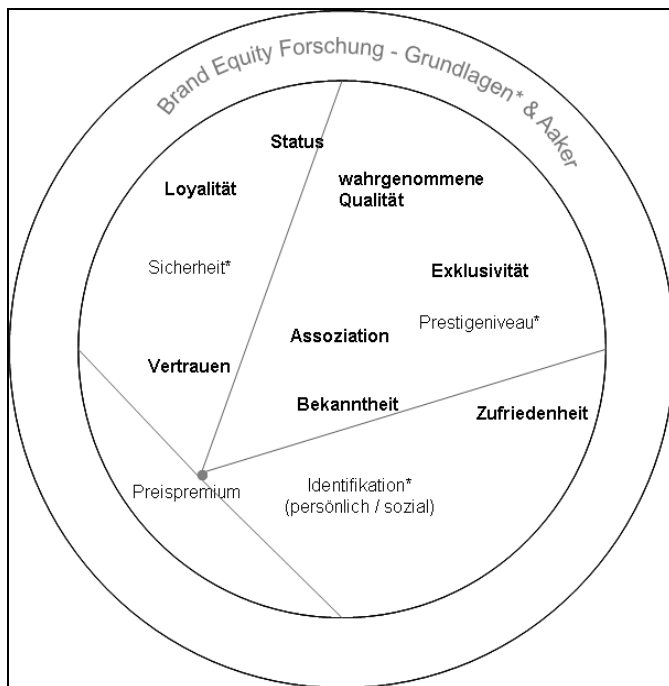 Brand Equity Forschung - Grundlagen* & Aaker
Status
wahrgenommene
Qualität
Loyalität
Sicherheit*
Exklusivität
Prestigeniveau*
Assoziation
Vertrauen
Bekanntheit
Zufriedenheit
Preispremium
Identifikation*
(persönlich / sozial)